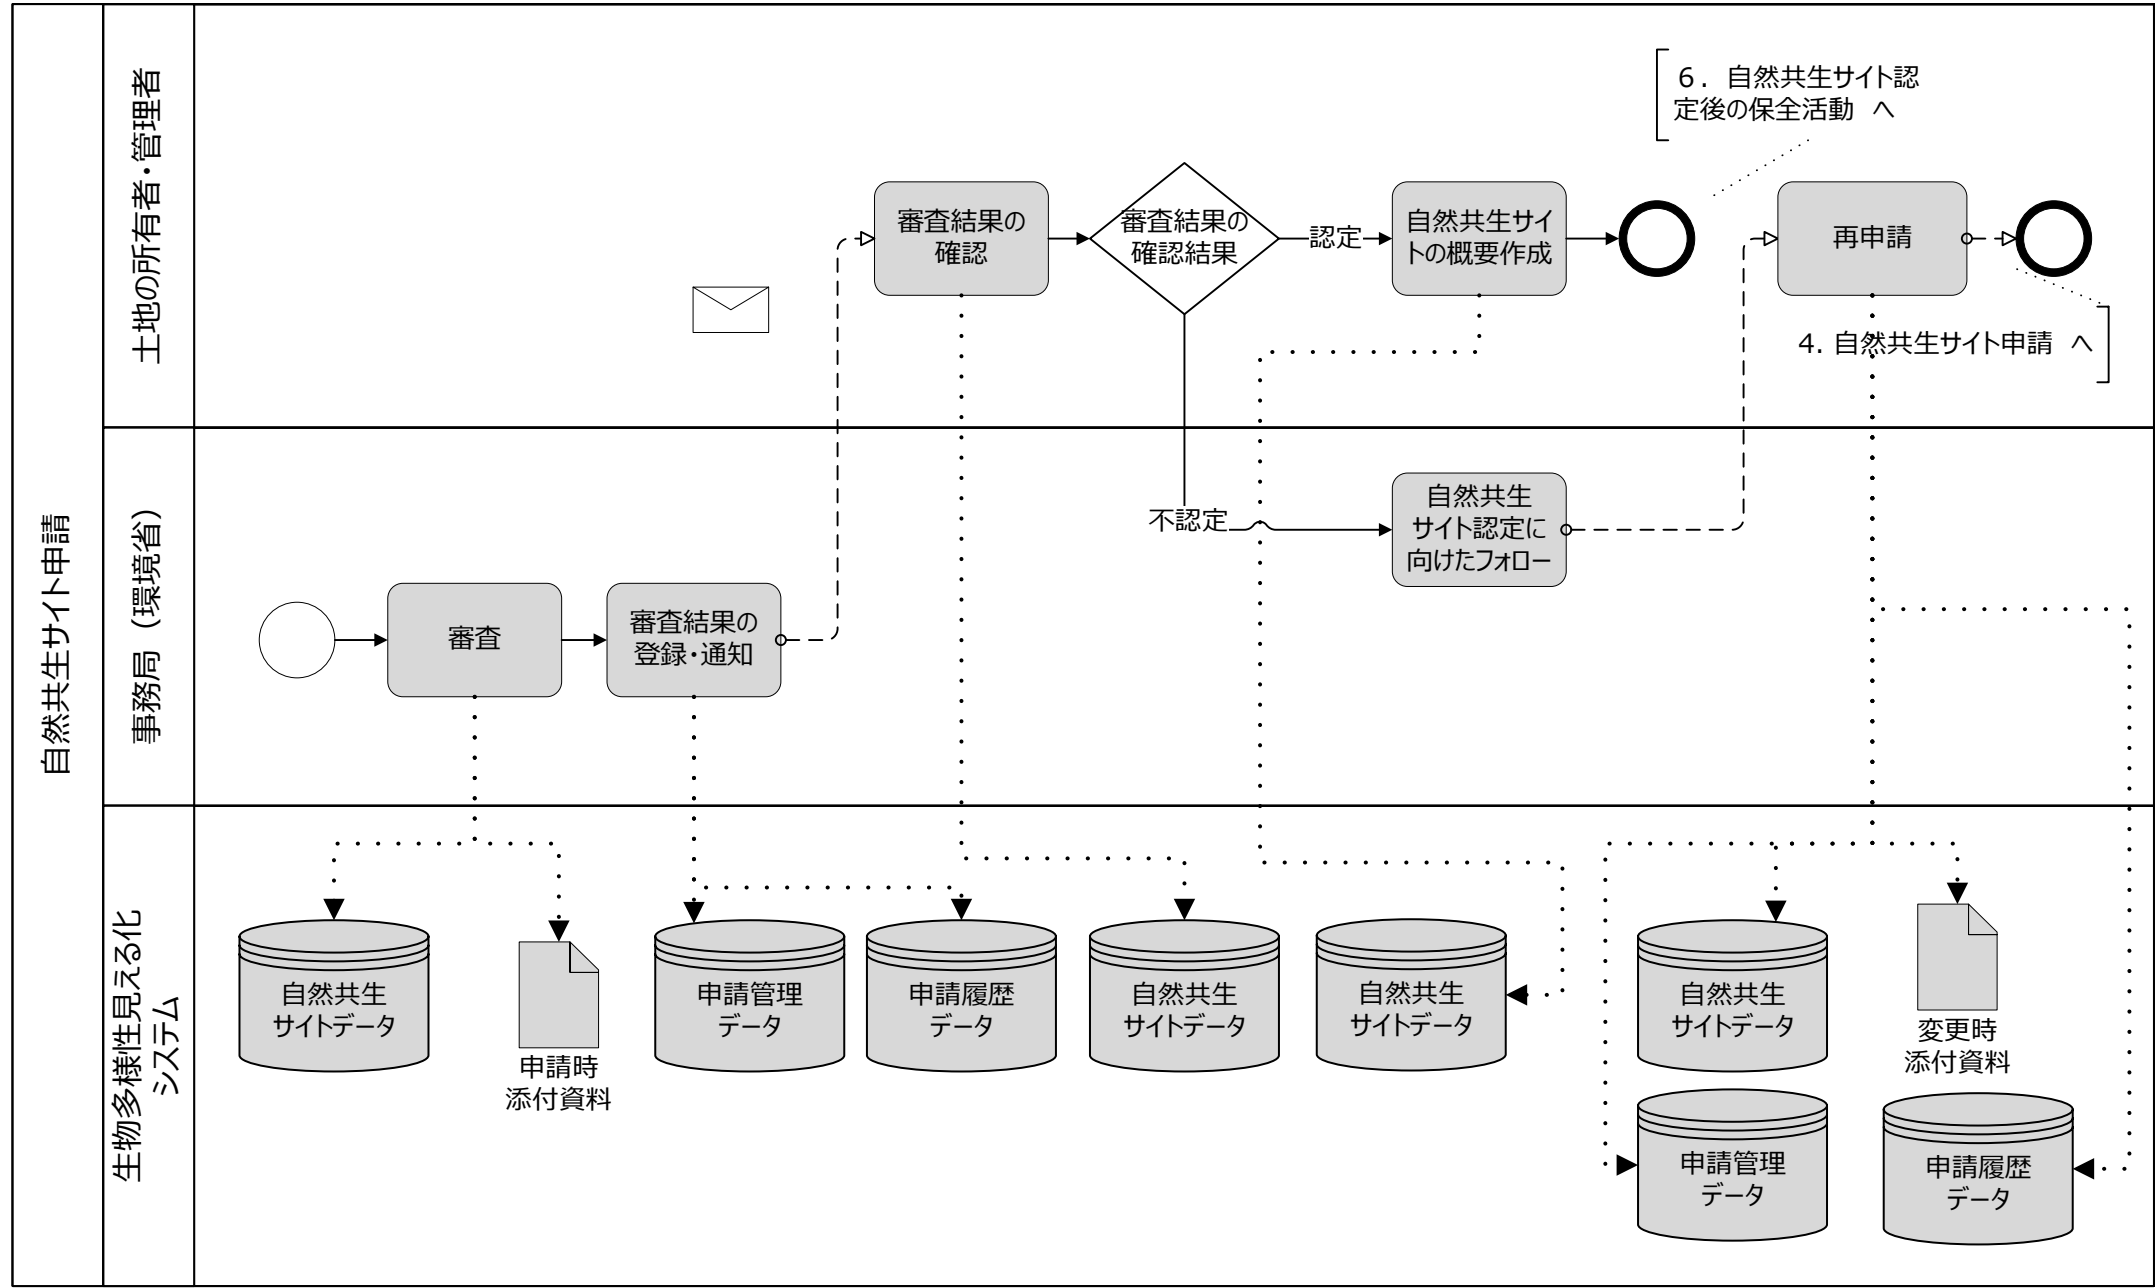 自然共生サイト申請
土地の所有者・管理者
6. 自然共生サイト認
定後の保全活動 へ
審査結果の
確認
審査結果の
確認結果
認定
自然共生サイ
トの概要作成
再申請
4. 自然共生サイト申請 へ
事務局（環境省）
不認定
自然共生
サイト認定に
向けたフォロー
審査
審査結果の
登録・通知
生物多様性見える化
システム
自然共生
サイトデータ
申請時
添付資料
申請管理
データ
申請履歴
データ
自然共生
サイトデータ
自然共生
サイトデータ
自然共生
サイトデータ
変更時
添付資料
申請管理
データ
申請履歴
データ